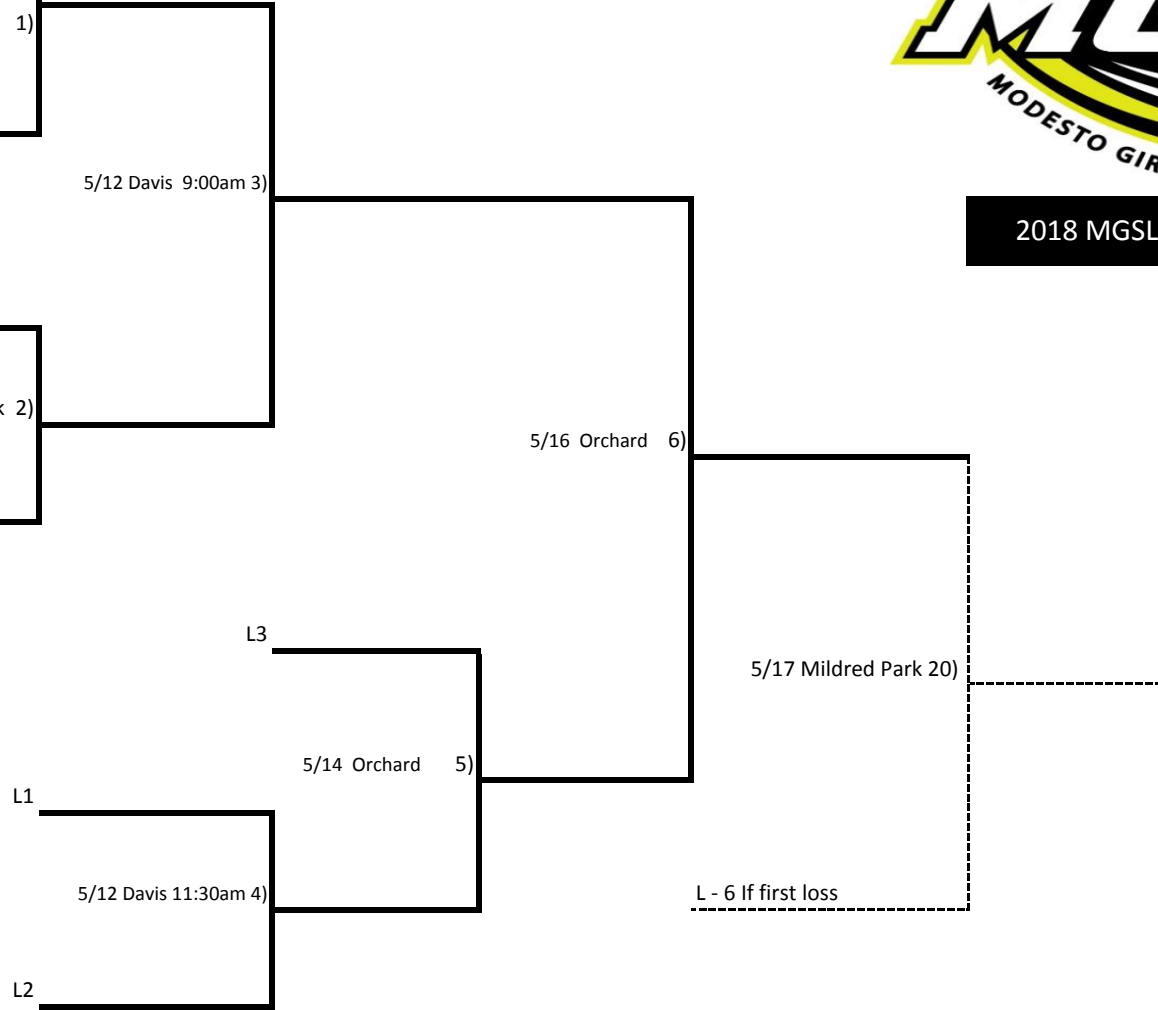 1)
MODESTO
5/12 Davis 9:00am 3)
2018 MGSL
2)
5/16 Orchard 6)
L3
5/17 Mildred Park 20)
5/14 Orchard 5)
L1
5/12 Davis 11:30am 4)
L - 6 If first loss
L2